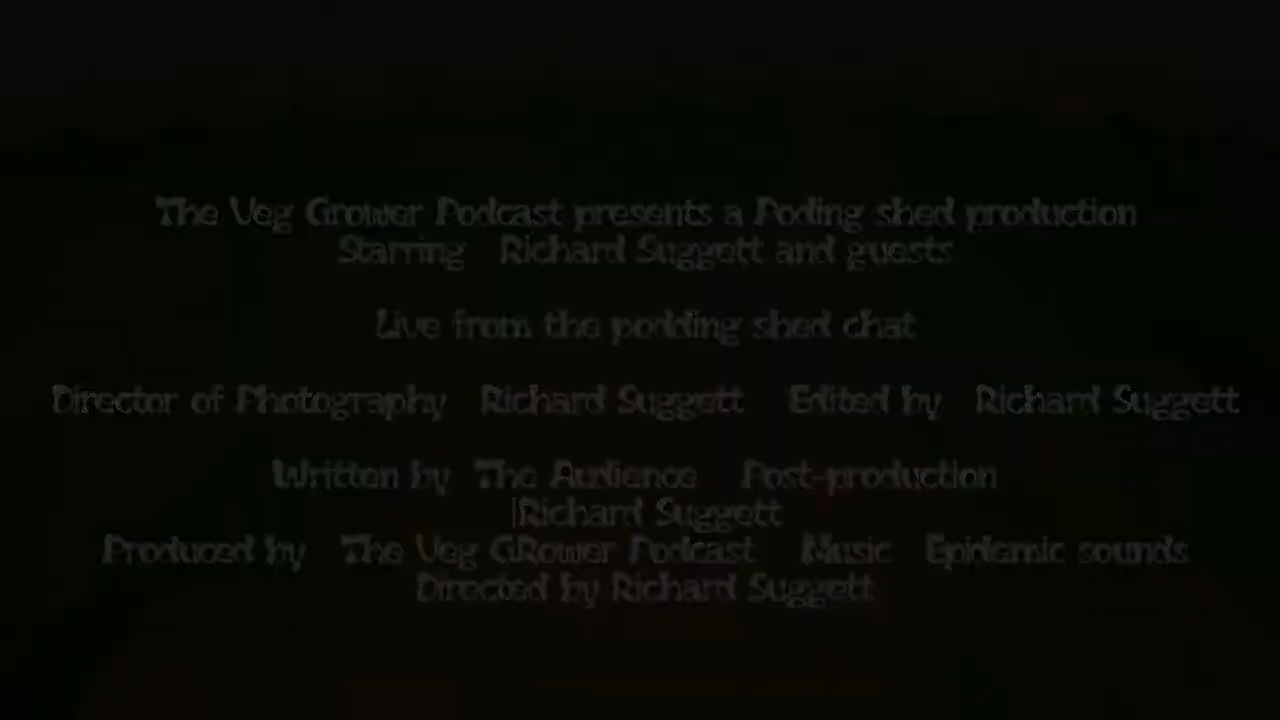 The Veg Grower Podcast presents a Poding shed production
Starring Richard Suggett and guests
Live from the podding shed chat
Director of Photography Richard Suggett Edited by Richard Suggett
Written by The Audience Post-production
Richard Suggett
Produced by The Veg GRower Podcast Music Epidemic sounds
Directed by Richard Suggett